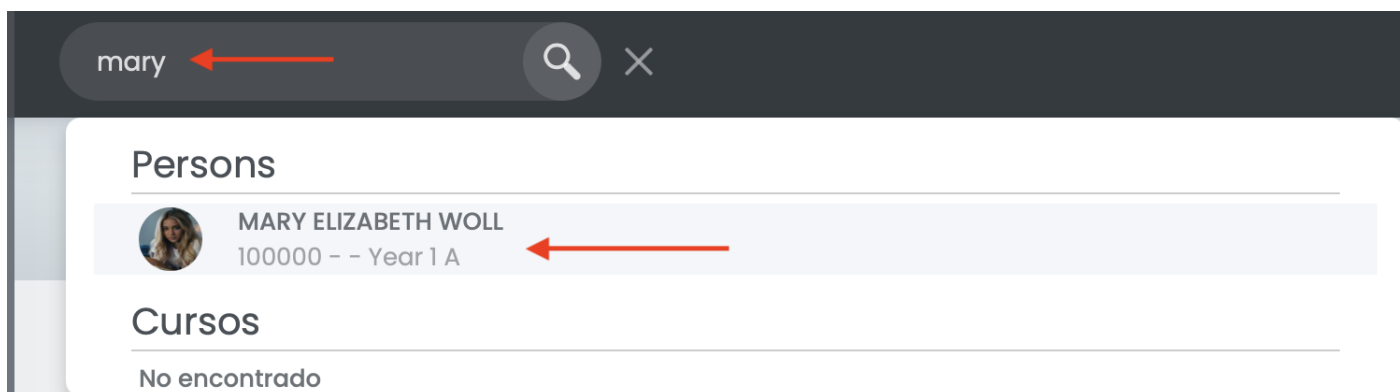 mary
Persons
MARY ELIZABETH WOLL
100000 - - Year 1 A
Cursos
No encontrado